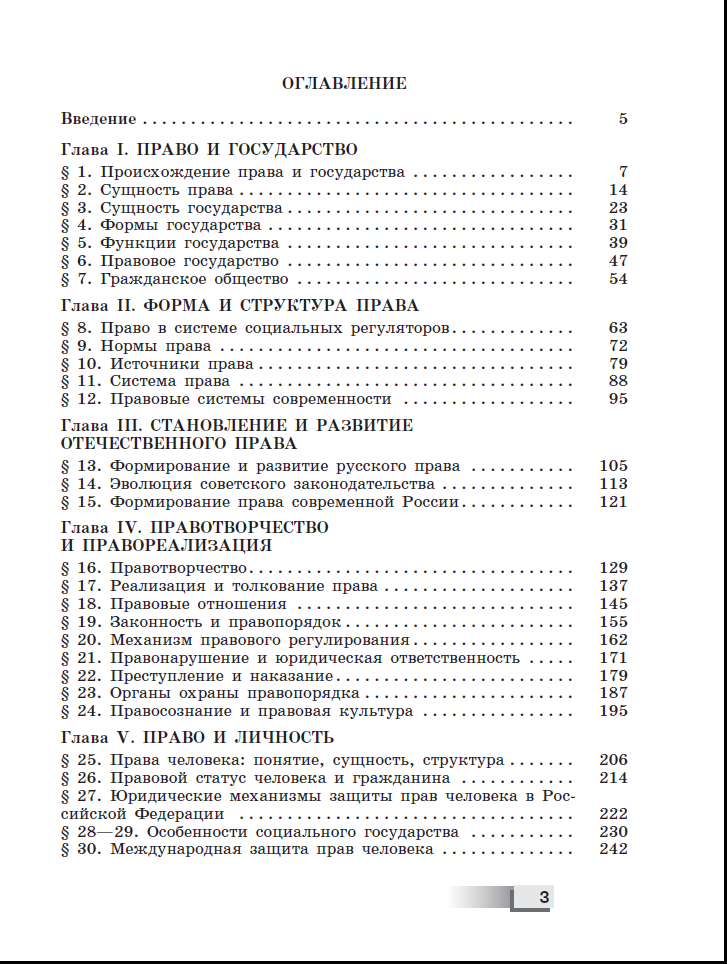 ОГЛАВЛЕНИЕ
Введение . . . . . . . . . . . . . . . . . . . . . . . . . . . . . . . . . . . . . . . . . . . . . 5
Глава I. ПРАВО И ГОСУДАРСТВО
§ 1. Происхождение права и государства . . . . . . . . . . . . . . . . . 7
§ 2. Сущность права . . . . . . . . . . . . . . . . . . . . . . . . . . . . . . . . . . . 14
§ 3. Сущность государства . . . . . . . . . . . . . . . . . . . . . . . . . . . . . . 23
§ 4. Формы государства . . . . . . . . . . . . . . . . . . . . . . . . . . . . . . . . 31
§ 5. Функции государства . . . . . . . . . . . . . . . . . . . . . . . . . . . . . . 39
§ 6. Правовое государство . . . . . . . . . . . . . . . . . . . . . . . . . . . . . . 47
§ 7. Гражданское общество . . . . . . . . . . . . . . . . . . . . . . . . . . . . . 54
Глава II. ФОРМА И СТРУКТУРА ПРАВА
§ 8. Право в системе социальных регуляторов . . . . . . . . . . . . . 63
§ 9. Нормы права . . . . . . . . . . . . . . . . . . . . . . . . . . . . . . . . . . . . . 72
§ 10. Источники права . . . . . . . . . . . . . . . . . . . . . . . . . . . . . . . . . 79
§ 11. Система права . . . . . . . . . . . . . . . . . . . . . . . . . . . . . . . . . . . 88
§ 12. Правовые системы современности . . . . . . . . . . . . . . . . . . 95
Глава III. СТАНОВЛЕНИЕ И РАЗВИТИЕ
ОТЕЧЕСТВЕННОГО ПРАВА
§ 13. Формирование и развитие русского права . . . . . . . . . . . 105
§ 14. Эволюция советского законодательства . . . . . . . . . . . . . . 113
§ 15. Формирование права современной России . . . . . . . . . . . . 121
Глава IV. ПРАВОТВОРЧЕСТВО
И ПРАВОРЕАЛИЗАЦИЯ
§ 16. Правотворчество . . . . . . . . . . . . . . . . . . . . . . . . . . . . . . . . . . 129
§ 17. Реализация и толкование права . . . . . . . . . . . . . . . . . . . . 137
§ 18. Правовые отношения . . . . . . . . . . . . . . . . . . . . . . . . . . . . . 145
§ 19. Законность и правопорядок . . . . . . . . . . . . . . . . . . . . . . . . 155
§ 20. Механизм правового регулирования . . . . . . . . . . . . . . . . . 162
§ 21. Правонарушение и юридическая ответственность . . . . . 171
§ 22. Преступление и наказание . . . . . . . . . . . . . . . . . . . . . . . . . 179
§ 23. Органы охраны правопорядка . . . . . . . . . . . . . . . . . . . . . . 187
§ 24. Правосознание и правовая культура . . . . . . . . . . . . . . . . 195
Глава V. ПРАВО И ЛИЧНОСТЬ
§ 25. Права человека: понятие, сущность, структура . . . . . . . 206
§ 26. Правовой статус человека и гражданина . . . . . . . . . . . . 214
§ 27. Юридические механизмы защиты прав человека в Рос-
сийской Федерации . . . . . . . . . . . . . . . . . . . . . . . . . . . . . . . . . . . 222
§ 28—29. Особенности социального государства . . . . . . . . . . . 230
§ 30. Международная защита прав человека . . . . . . . . . . . . . . 242
3